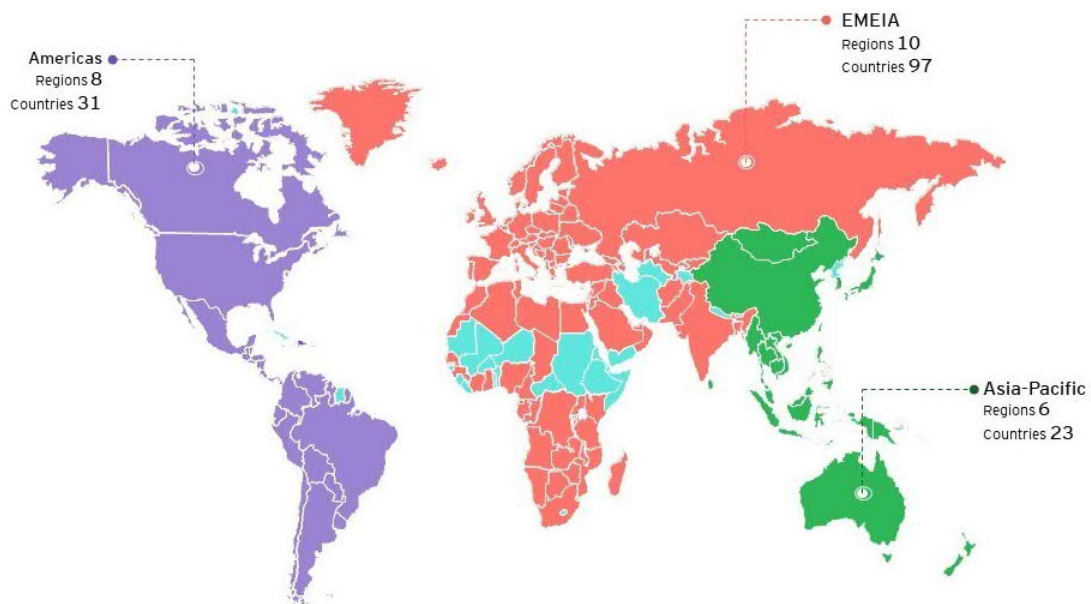 Americas
Regions 8
Countries 31
EMEIA
Regions 10
Countries 97
Asia-Pacific
Regions 6
Countries 23